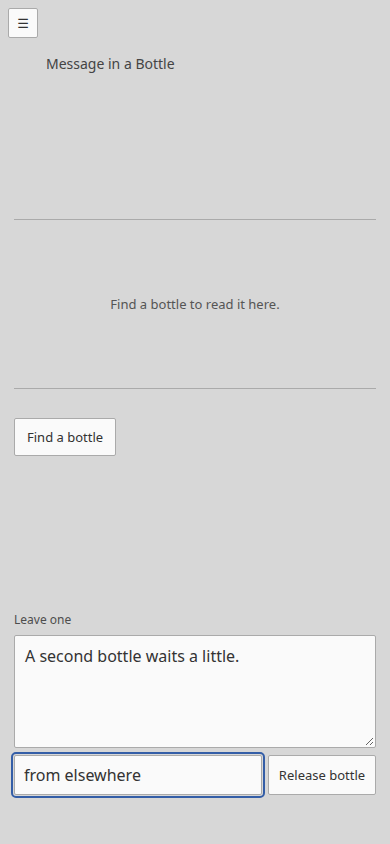 ☰
Message in a Bottle
Find a bottle to read it here.
Find a bottle
Leave one
A second bottle waits a little.
from elsewhere
Release bottle